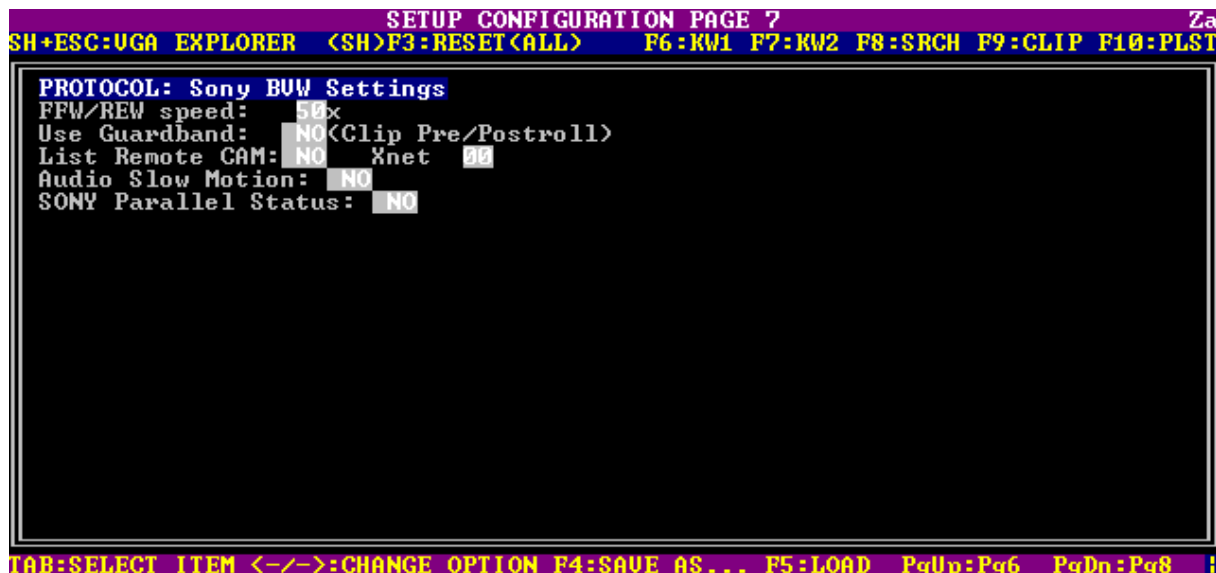 SETUP CONFIGURATION PAGE 7 Za
SH+ESC:VGA EXPLORER (SH)F3:RESET(ALL) F6:KW1 F7:KW2 F8:SRCH F9:CLIP F10:PLST
PROTOCOL: Sony BVW Settings
FFW/REW speed: 50x
Use Guardband: NO(Clip Pre/Postroll)
List Remote CAM: NO Xnet 00
Audio Slow Motion: NO
SONY Parallel Status: NO
TAB:SELECT ITEM <-/->:CHANGE OPTION F4:SAVE AS... F5:LOAD PgUp:Pg6 PgDn:Pg8